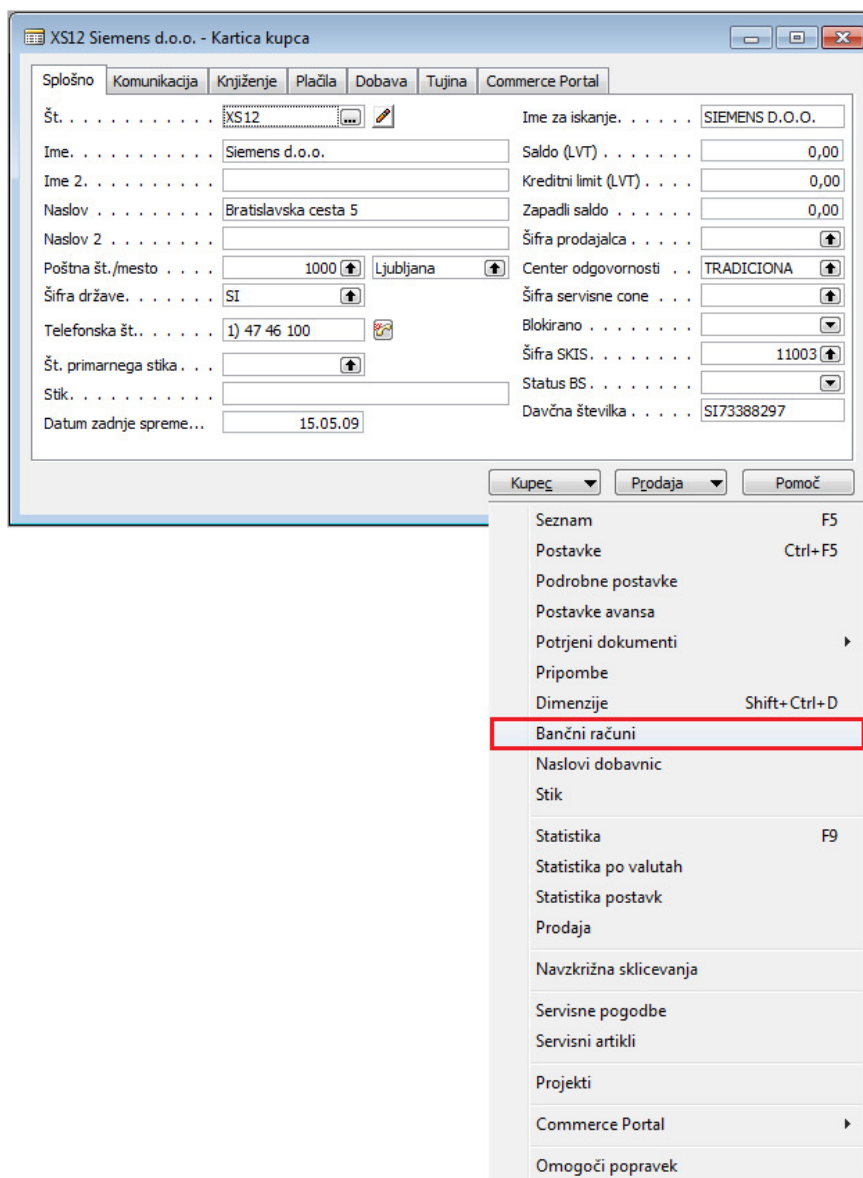 XS12 Siemens d.o.o. - Kartica kupca
Splošno Komunikacija Knjiženje Plačila Dobava Tujina Commerce Portal
Št. . . . . . . . . . . . XS12 ...
Ime. . . . . . . . . . . Siemens d.o.o.
Ime 2. . . . . . . . . .
Naslov . . . . . . . . . Bratislavska cesta 5
Naslov 2 . . . . . . . .
Poštna št./mesto . . . . 1000 Ljubljana
Šifra države. . . . . . . SI
Telefonska št.. . . . . . 1) 47 46 100
Št. primarnega stika . . .
Stik. . . . . . . . . . .
Datum zadnje spreme... 15.05.09
Ime za iskanje. . . . . . SIEMENS D.O.O.
Saldo (LVT) . . . . . . . 0,00
Kreditni limit (LVT) . . . . 0,00
Zapadli saldo . . . . . . 0,00
Šifra prodajalca . . . . .
Center odgovornosti . . TRADICIONA
Šifra servisne cone . . .
Blokirano . . . . . . . .
Šifra SKIS. . . . . . . . 11003
Status BS. . . . . . . .
Davčna številka . . . . . SI73388297
Kupec Prodaja Pomoč
Seznam F5
Postavke Ctrl+F5
Podrobne postavke
Postavke avansa
Potrjeni dokumenti
Pripombe
Dimenzije Shift+Ctrl+D
Bančni računi
Naslovi dobavnic
Stik
Statistika F9
Statistika po valutah
Statistika postavk
Prodaja
Navzkrižna sklicevanja
Servisne pogodbe
Servisni artikli
Projekti
Commerce Portal
Omogoči popravek